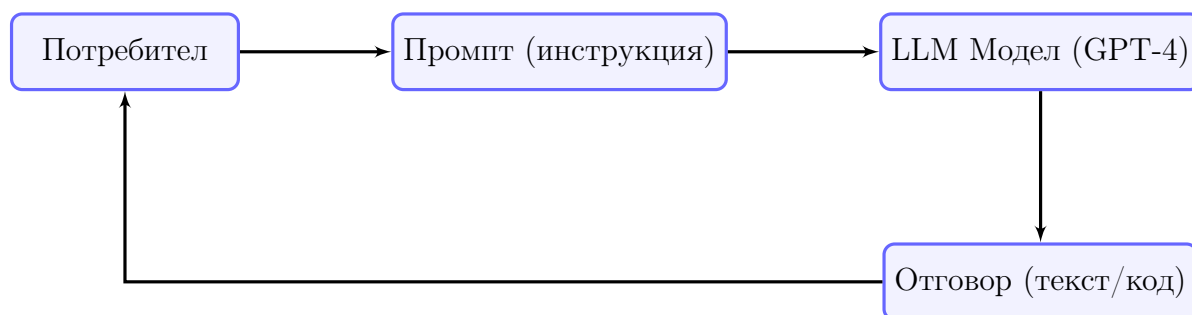 Потребител
Промпт (инструкция)
LLM Модел (GPT-4)
Отговор (текст/код)